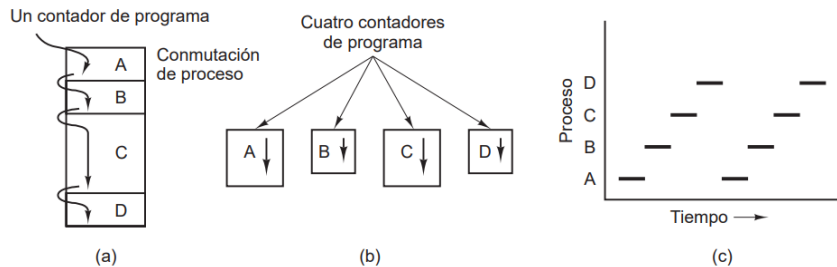 Un contador de programa
Conmutación
de proceso
A
B
C
D
(a)
Cuatro contadores
de programa
A
B
C
D
(b)
Proceso
D
C
B
A
Tiempo
(c)